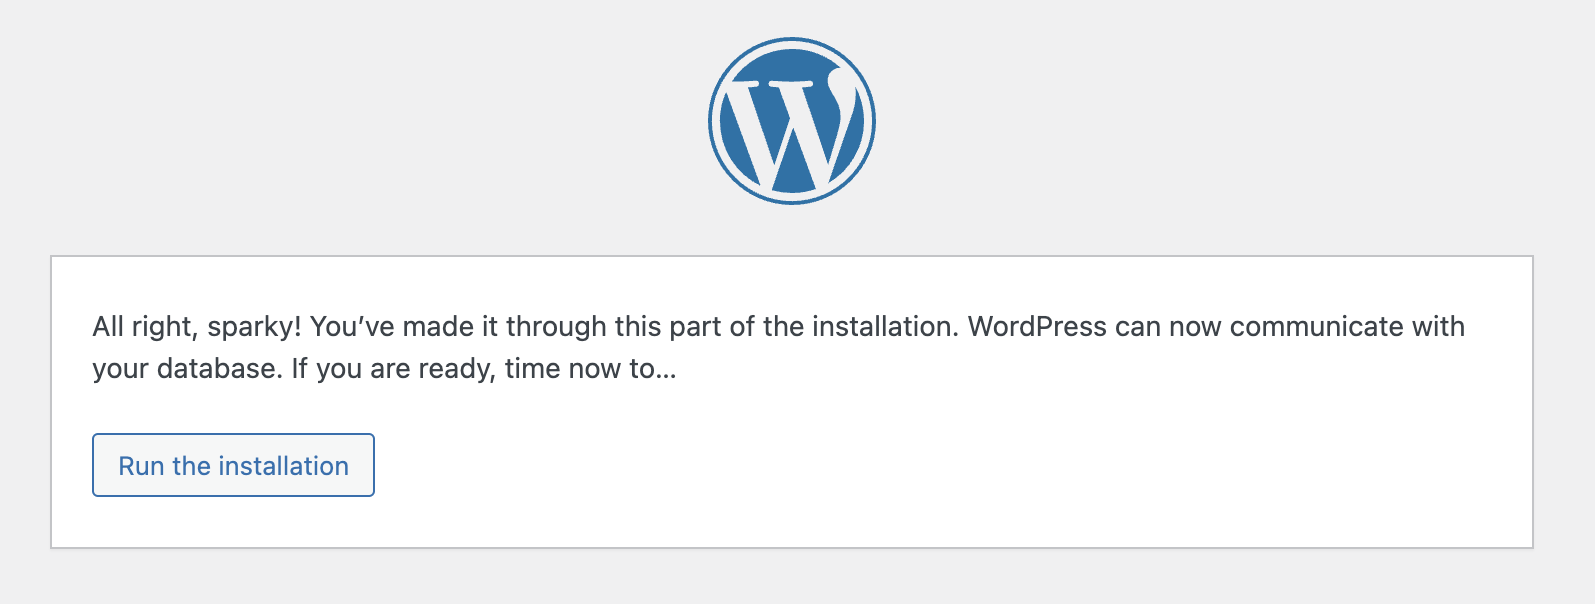 All right, sparky! You’ve made it through this part of the installation. WordPress can now communicate with
your database. If you are ready, time now to…
Run the installation